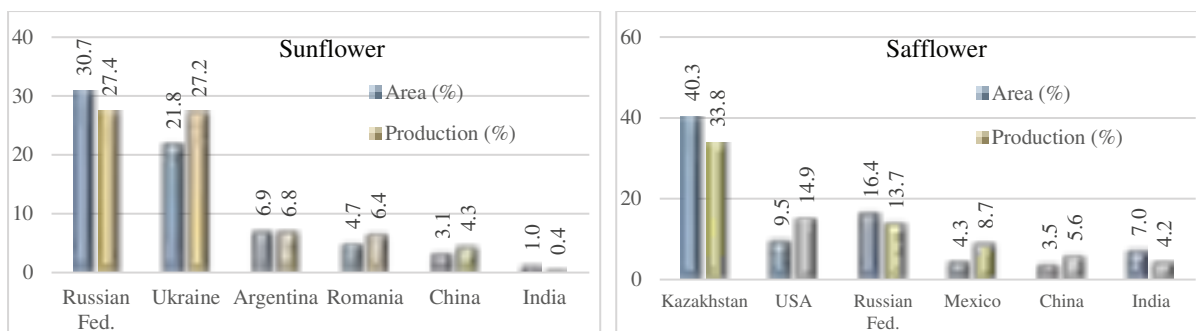 Sunflower
40
30
20
10
0
30.7
27.4
21.8
27.2
6.9
6.8
4.7
6.4
3.1
4.3
1.0
0.4
Area (%)
Production (%)
Russian Fed.
Ukraine
Argentina
Romania
China
India
Safflower
60
40
20
0
40.3
33.8
9.5
14.9
16.4
13.7
4.3
8.7
3.5
5.6
7.0
4.2
Area (%)
Production (%)
Kazakhstan
USA
Russian Fed.
Mexico
China
India